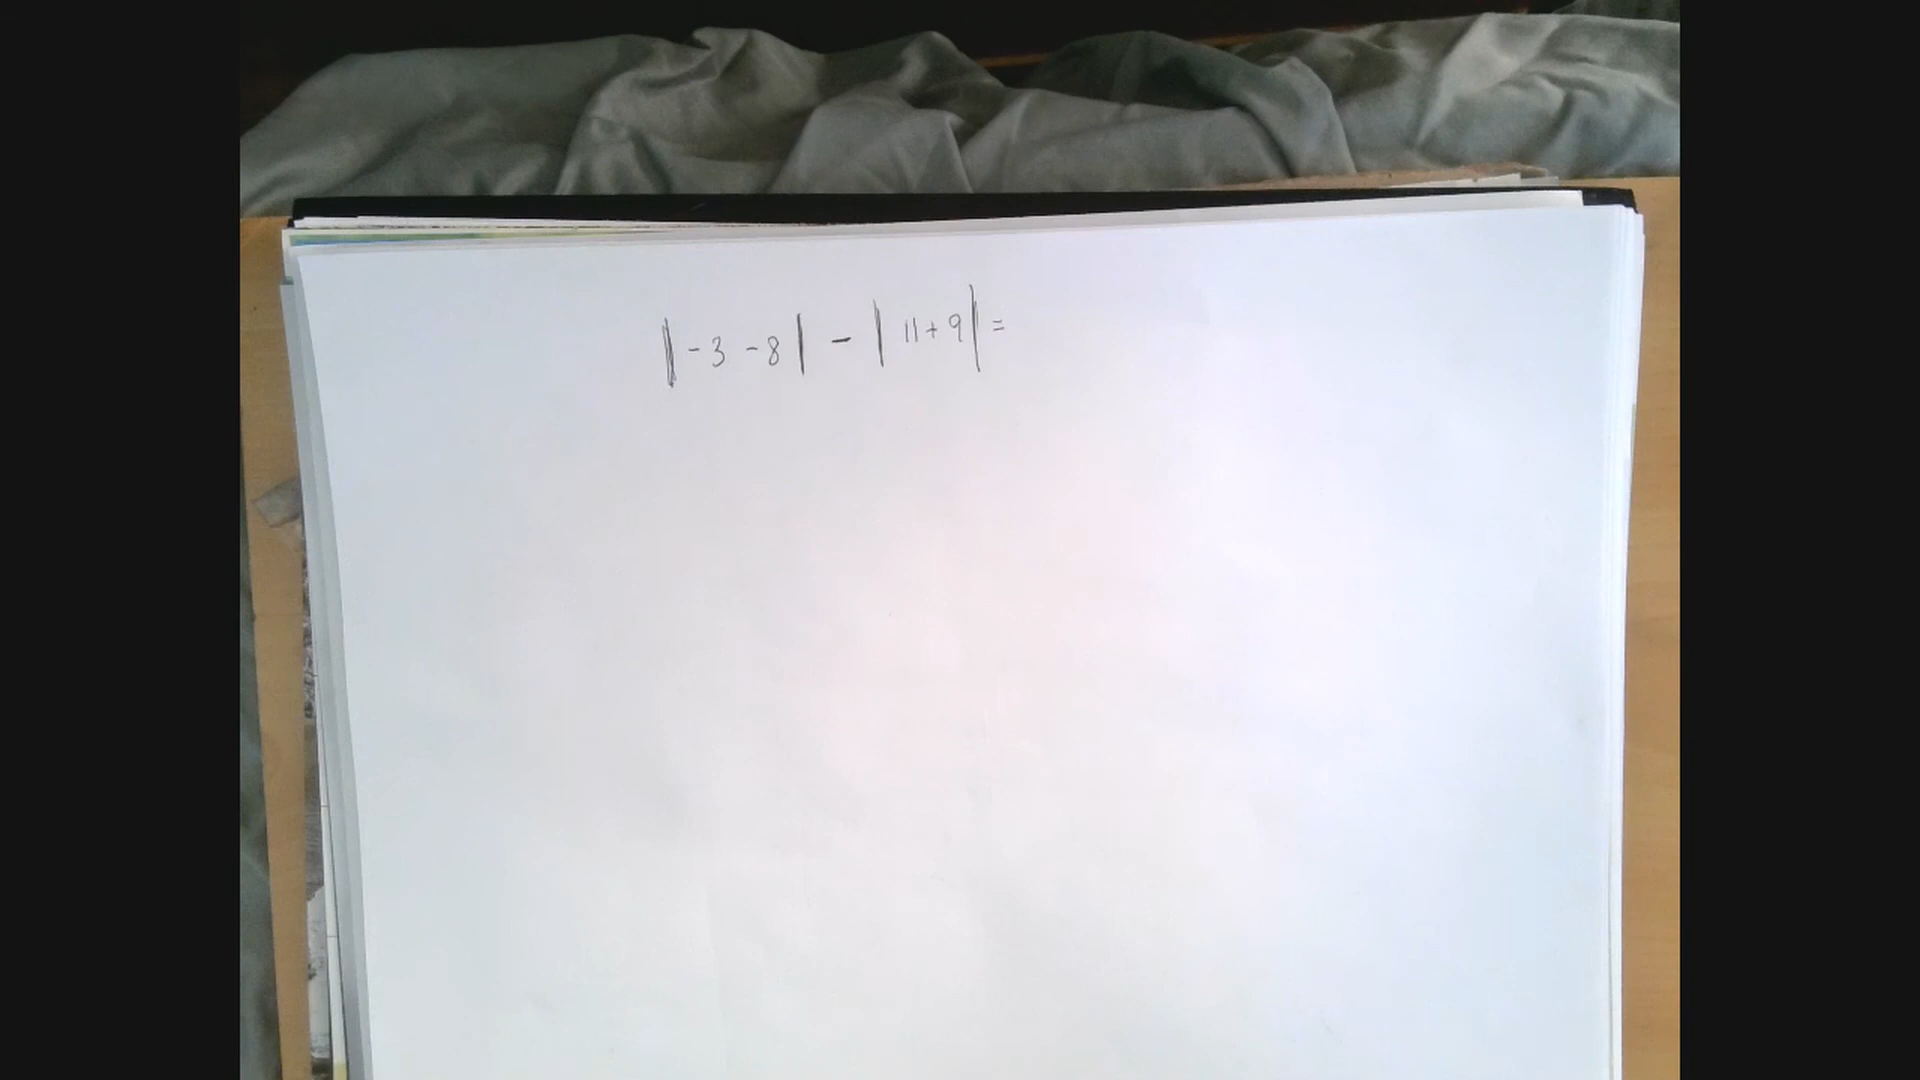 |-3 -8| - |11+9| =